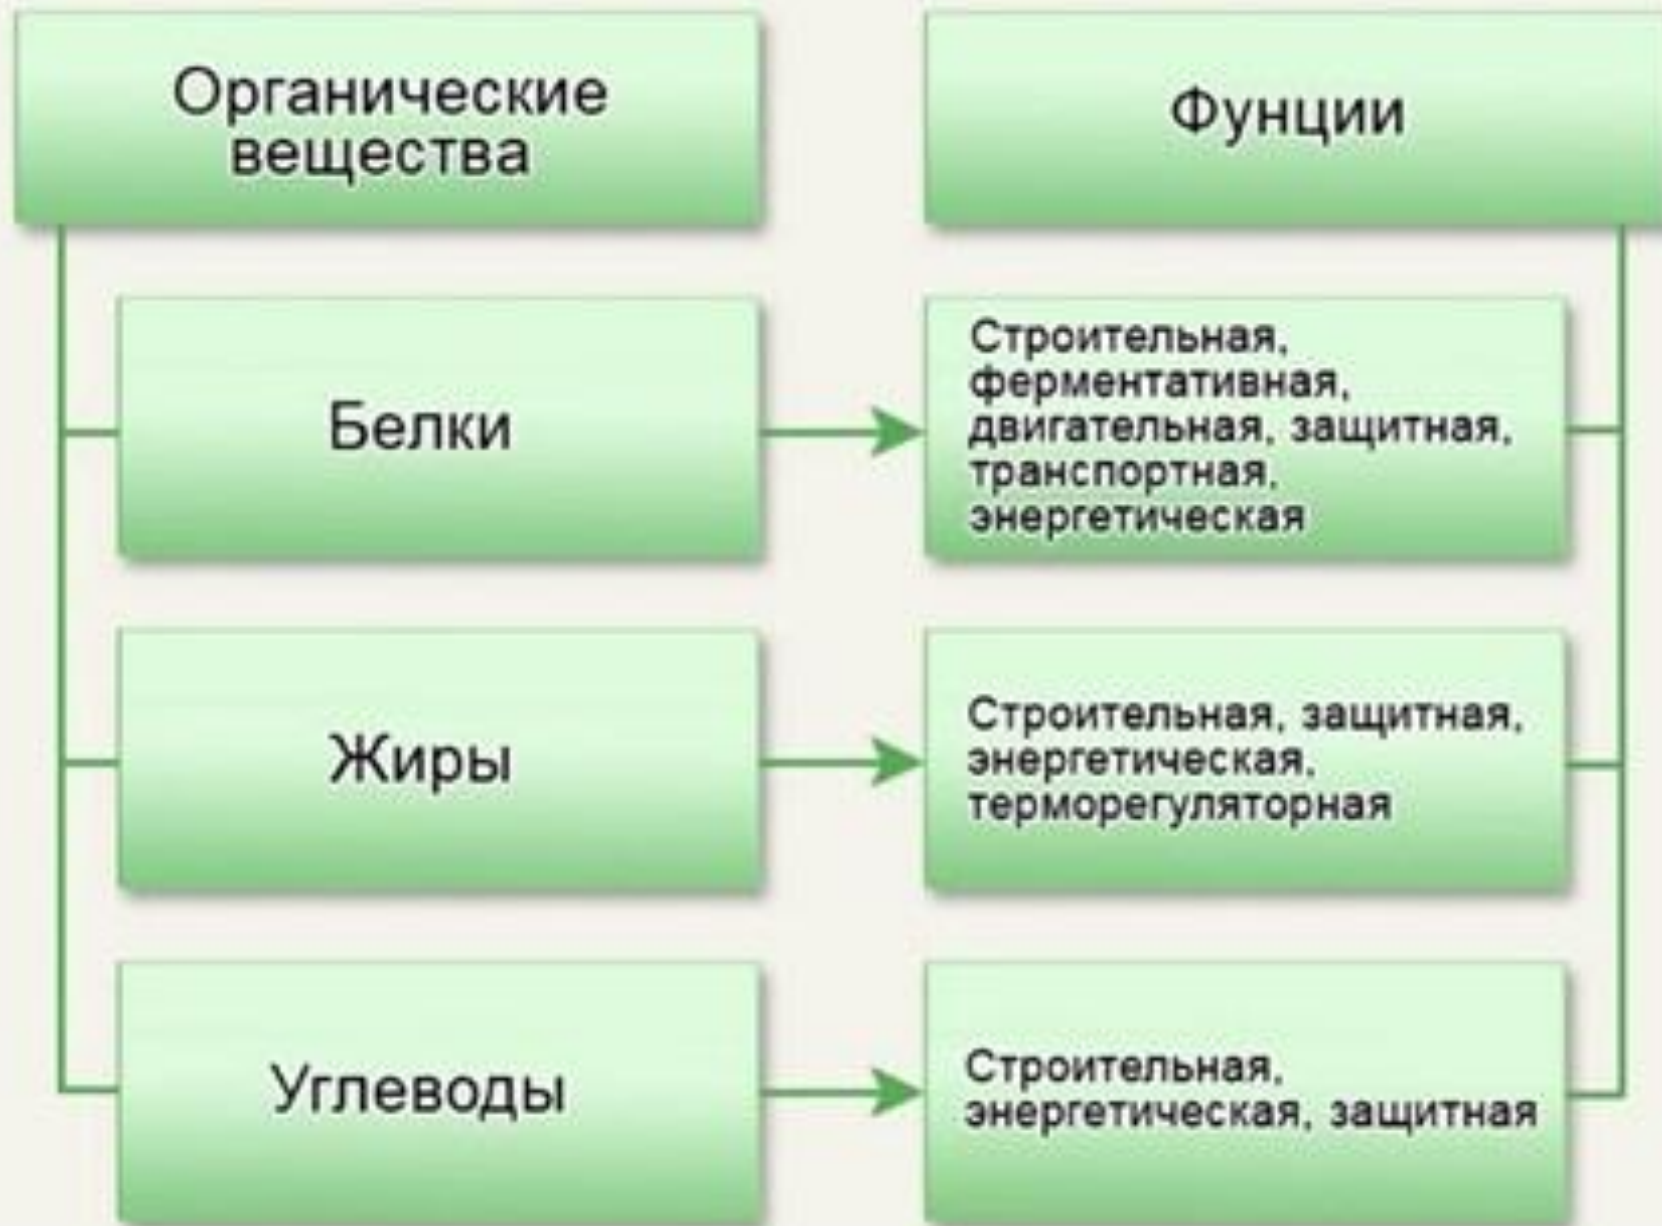 Органические
вещества
Фунции
Белки
Строительная,
ферментативная,
двигательная, защитная,
транспортная,
энергетическая
Жиры
Строительная, защитная,
энергетическая,
терморегуляторная
Углеводы
Строительная,
энергетическая, защитная